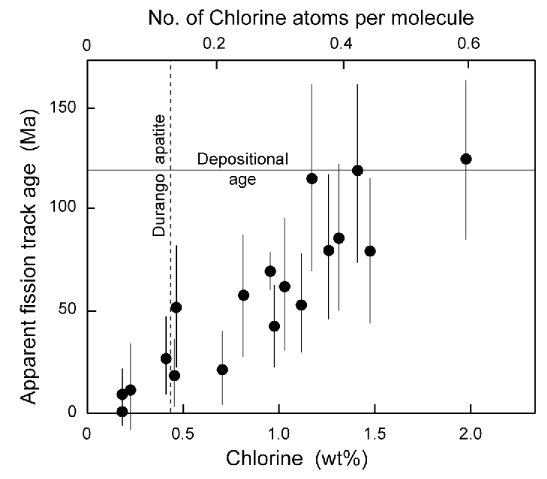 No. of Chlorine atoms per molecule
0 0.2 0.4 0.6
150
100
50
0
Apparent fission track age (Ma)
Durango apatite
Depositional
age
0 0.5 1.0 1.5 2.0
Chlorine (wt%)